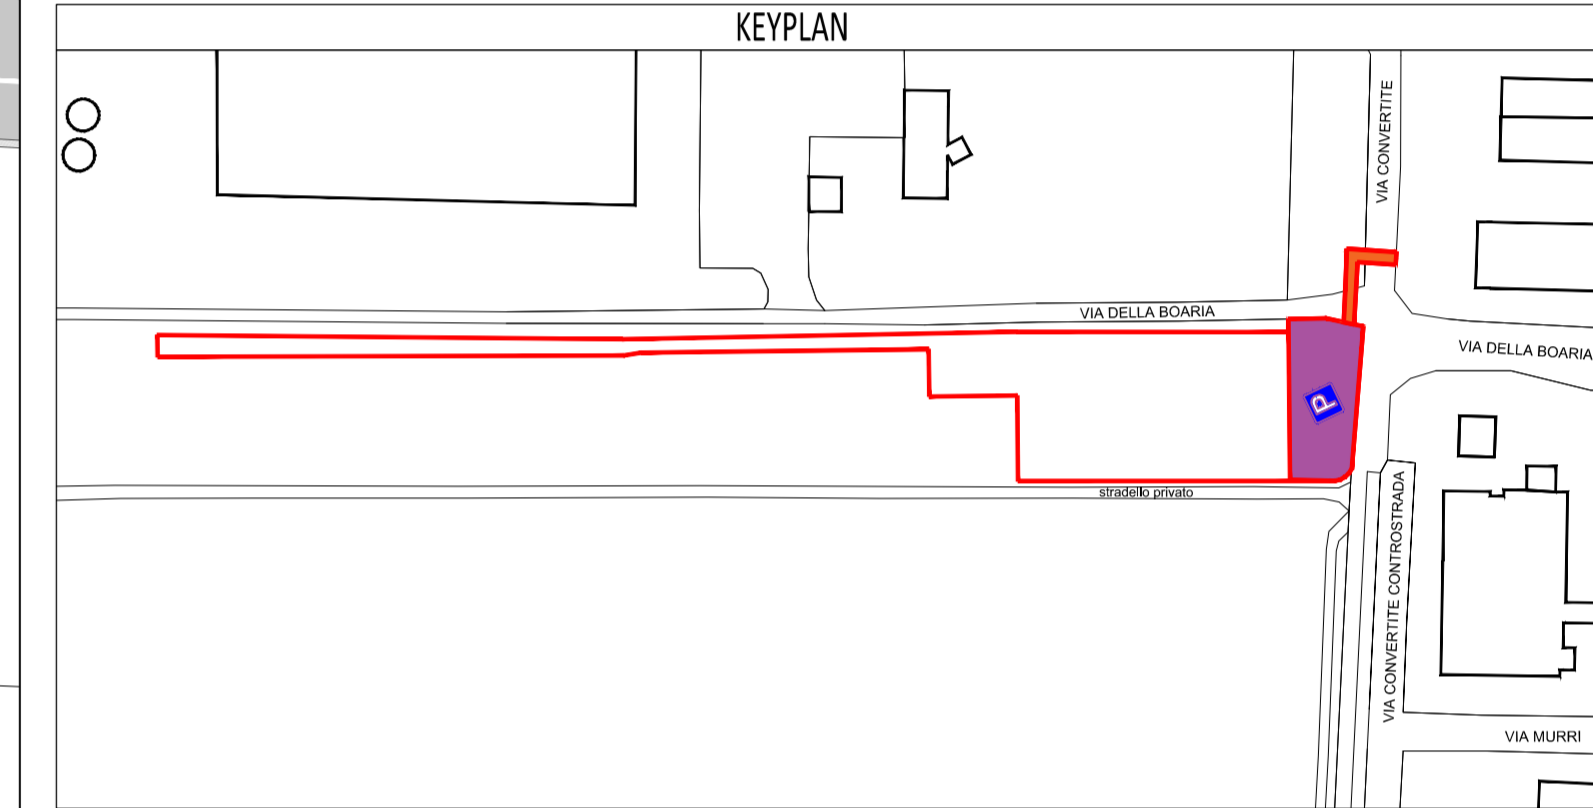 KEYPLAN
VIA CONVERTITE
VIA DELLA BOARIA
VIA DELLA BOARIA
P
stradello privato
VIA CONVERTITE CONTROSTRADA
VIA MURRI